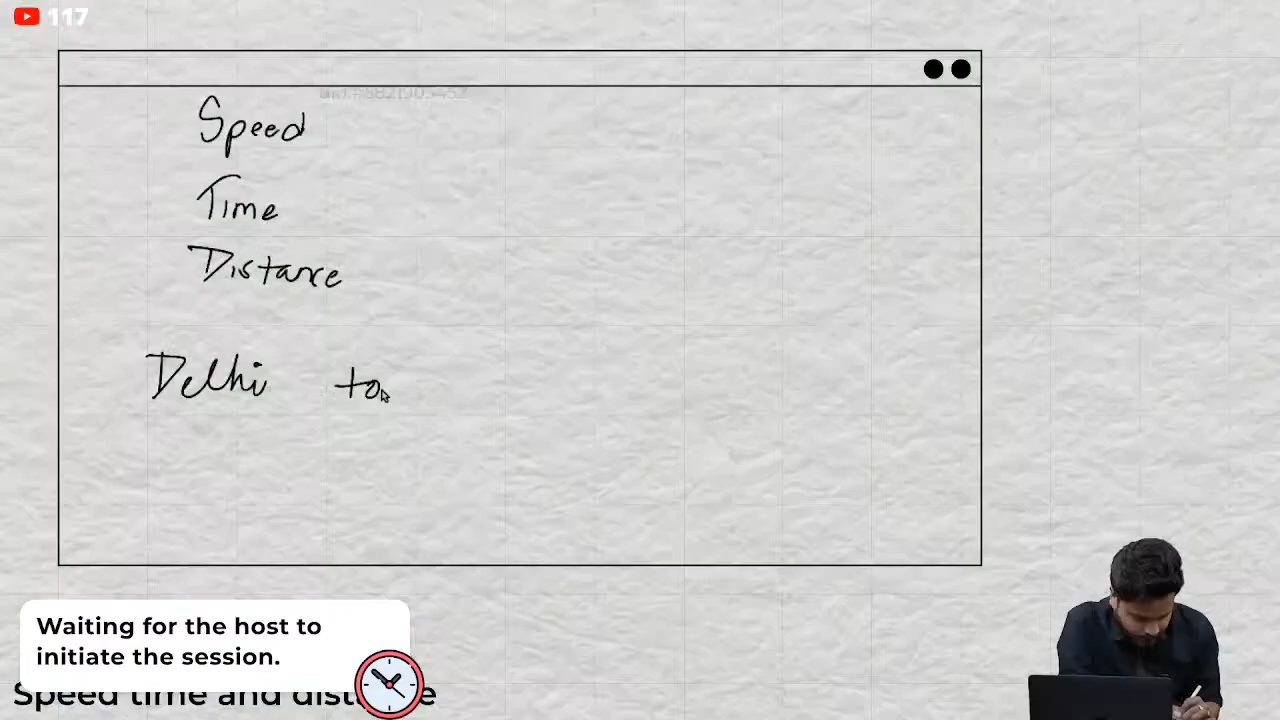 117
Speed
Time
Distance
Delhi to
Waiting for the host to
initiate the session.
Speed time and dist e